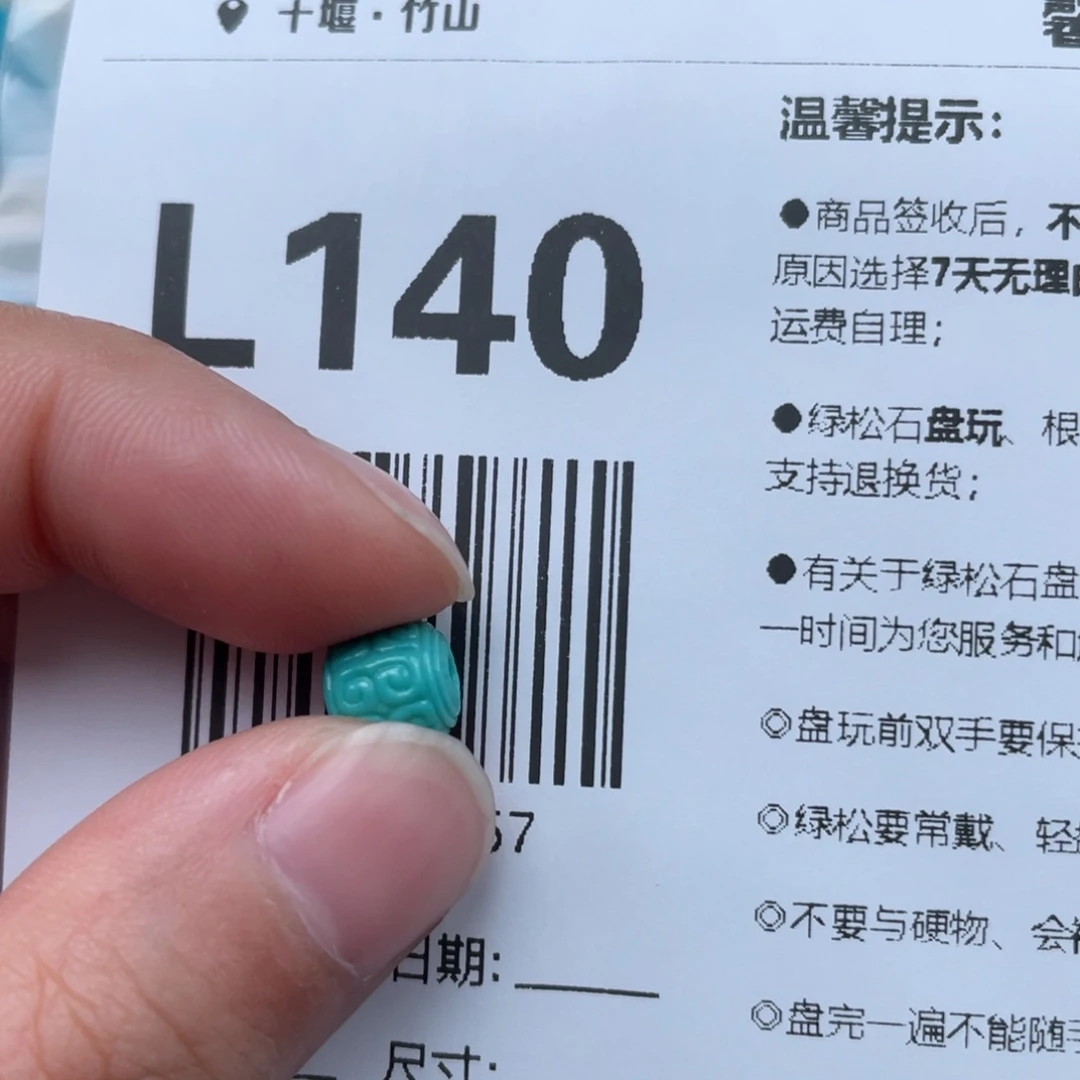 十堰·竹山
L140
57
日期:
尺寸:
温馨提示:
●商品签收后,不
原因选择7天无理由
运费自理;
●绿松石盘玩、根
支持退换货;
●有关于绿松石盘
一时间为您服务和
◎盘玩前双手要保
◎绿松要常戴、轻
◎不要与硬物、会
◎盘完一遍不能随手